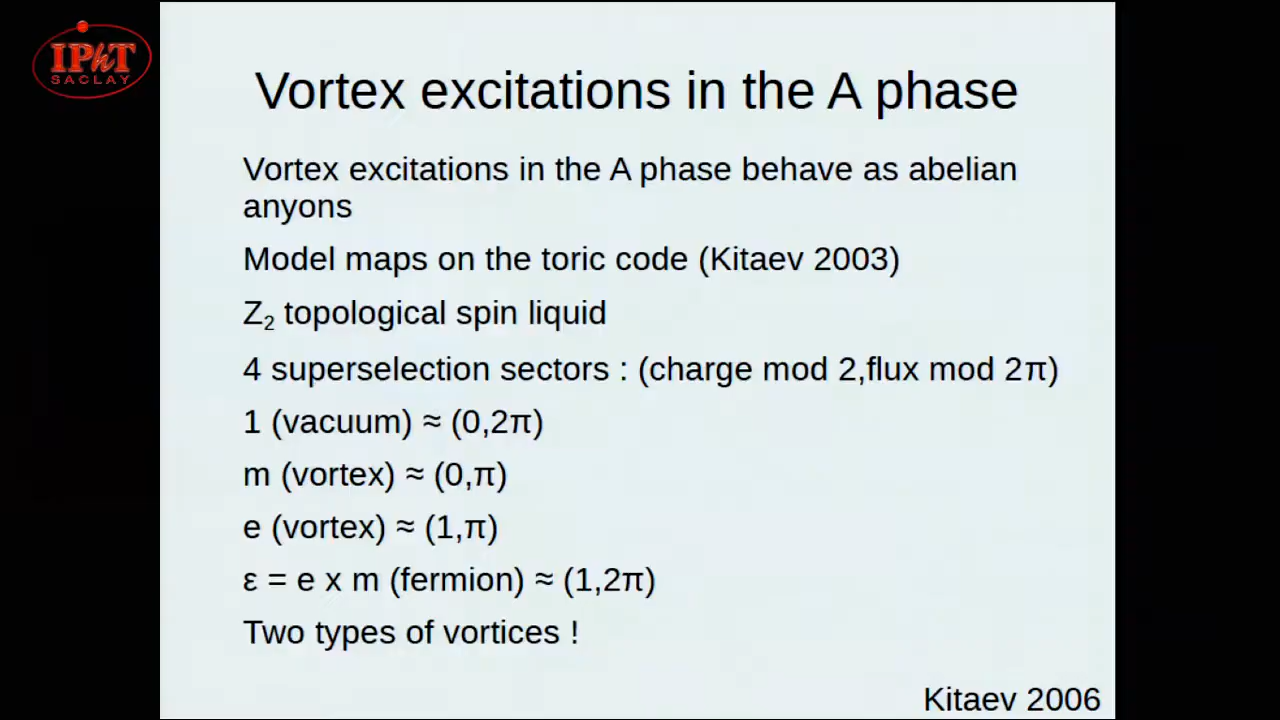 IPhT
SACLAY
Vortex excitations in the A phase
Vortex excitations in the A phase behave as abelian
anyons
Model maps on the toric code (Kitaev 2003)
Z₂ topological spin liquid
4 superselection sectors : (charge mod 2,flux mod 2π)
1 (vacuum) ≈ (0,2π)
m (vortex) ≈ (0,π)
e (vortex) ≈ (1,π)
ε = e x m (fermion) ≈ (1,2π)
Two types of vortices !
Kitaev 2006